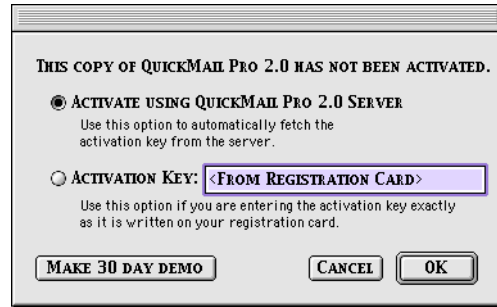 This copy of QuickMail Pro 2.0 has not been activated.
Activate using QuickMail Pro 2.0 Server
Use this option to automatically fetch the
activation key from the server.
Activation Key: <From Registration Card>
Use this option if you are entering the activation key exactly
as it is written on your registration card.
Make 30 day demo
Cancel
OK